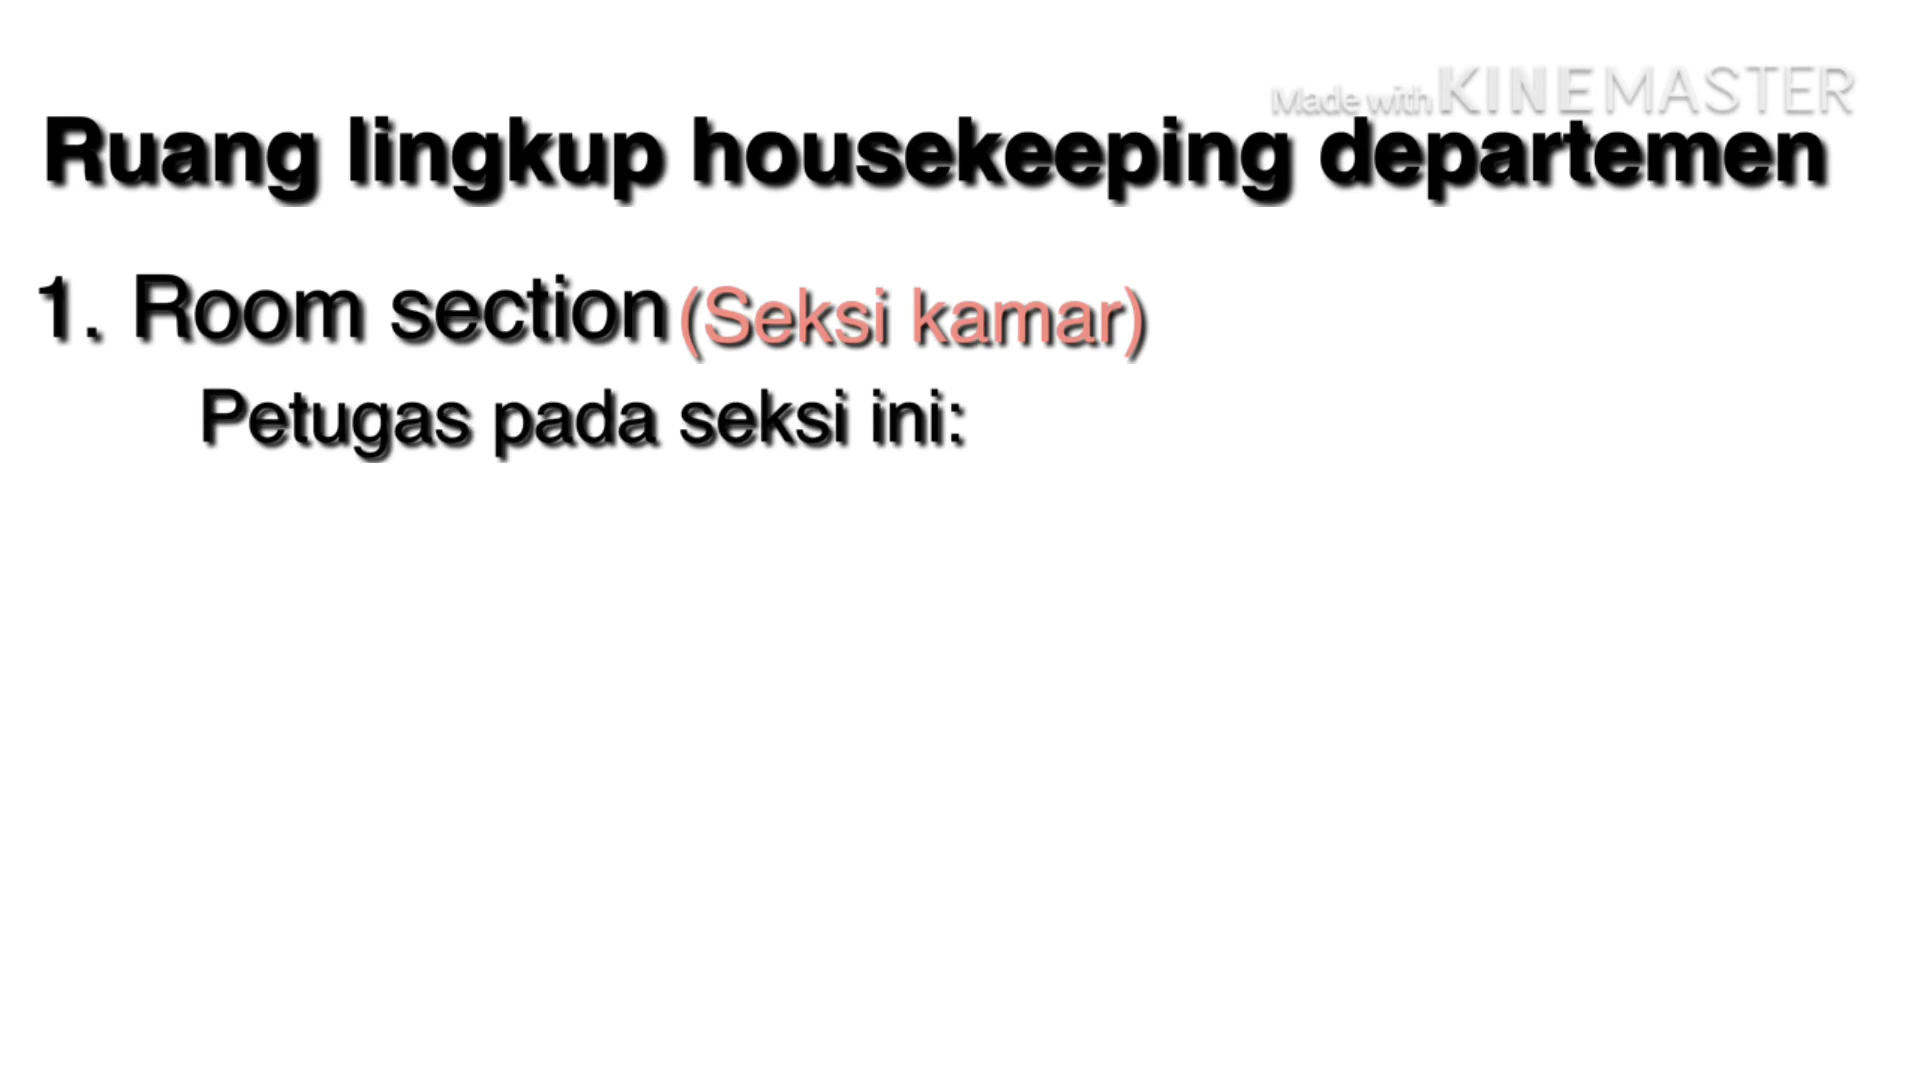 Made with KINEMASTER
Ruang lingkup housekeeping departemen
1. Room section (Seksi kamar)
Petugas pada seksi ini: